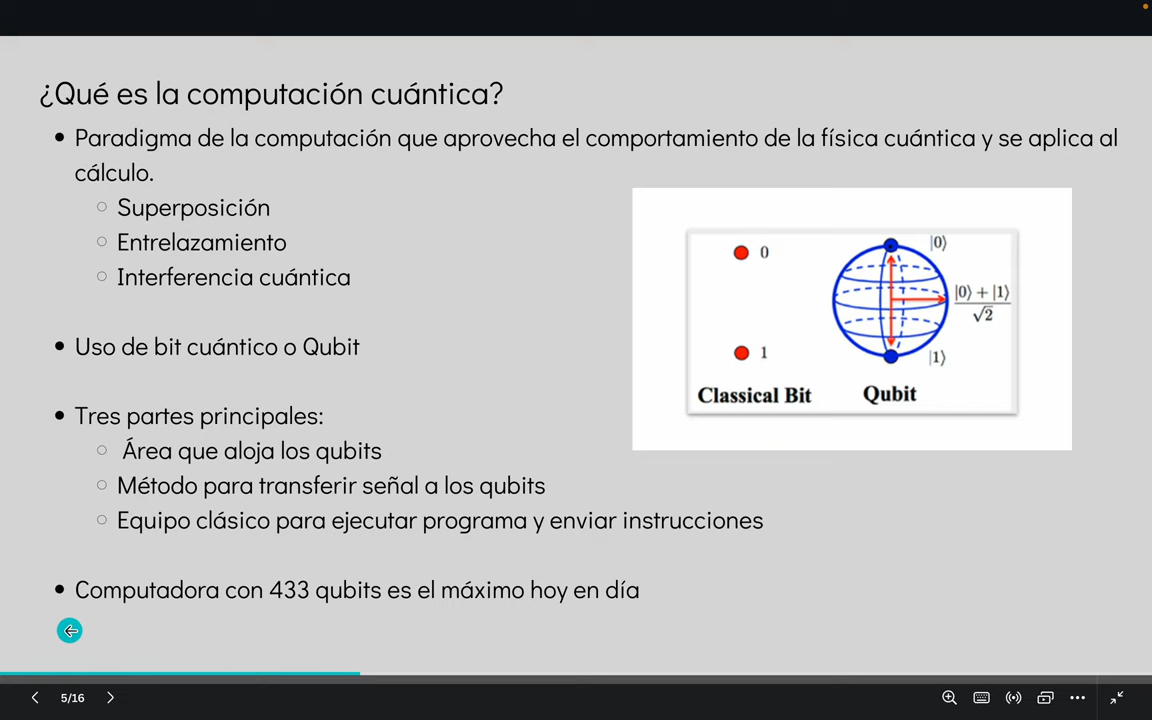 ¿Qué es la computación cuántica?
• Paradigma de la computación que aprovecha el comportamiento de la física cuántica y se aplica al
cálculo.
○ Superposición
○ Entrelazamiento
○ Interferencia cuántica
• Uso de bit cuántico o Qubit
• Tres partes principales:
○ Área que aloja los qubits
○ Método para transferir señal a los qubits
○ Equipo clásico para ejecutar programa y enviar instrucciones
• Computadora con 433 qubits es el máximo hoy en día
0
1
Classical Bit
|0⟩
|0⟩ + |1⟩
√2
|1⟩
Qubit
5/16